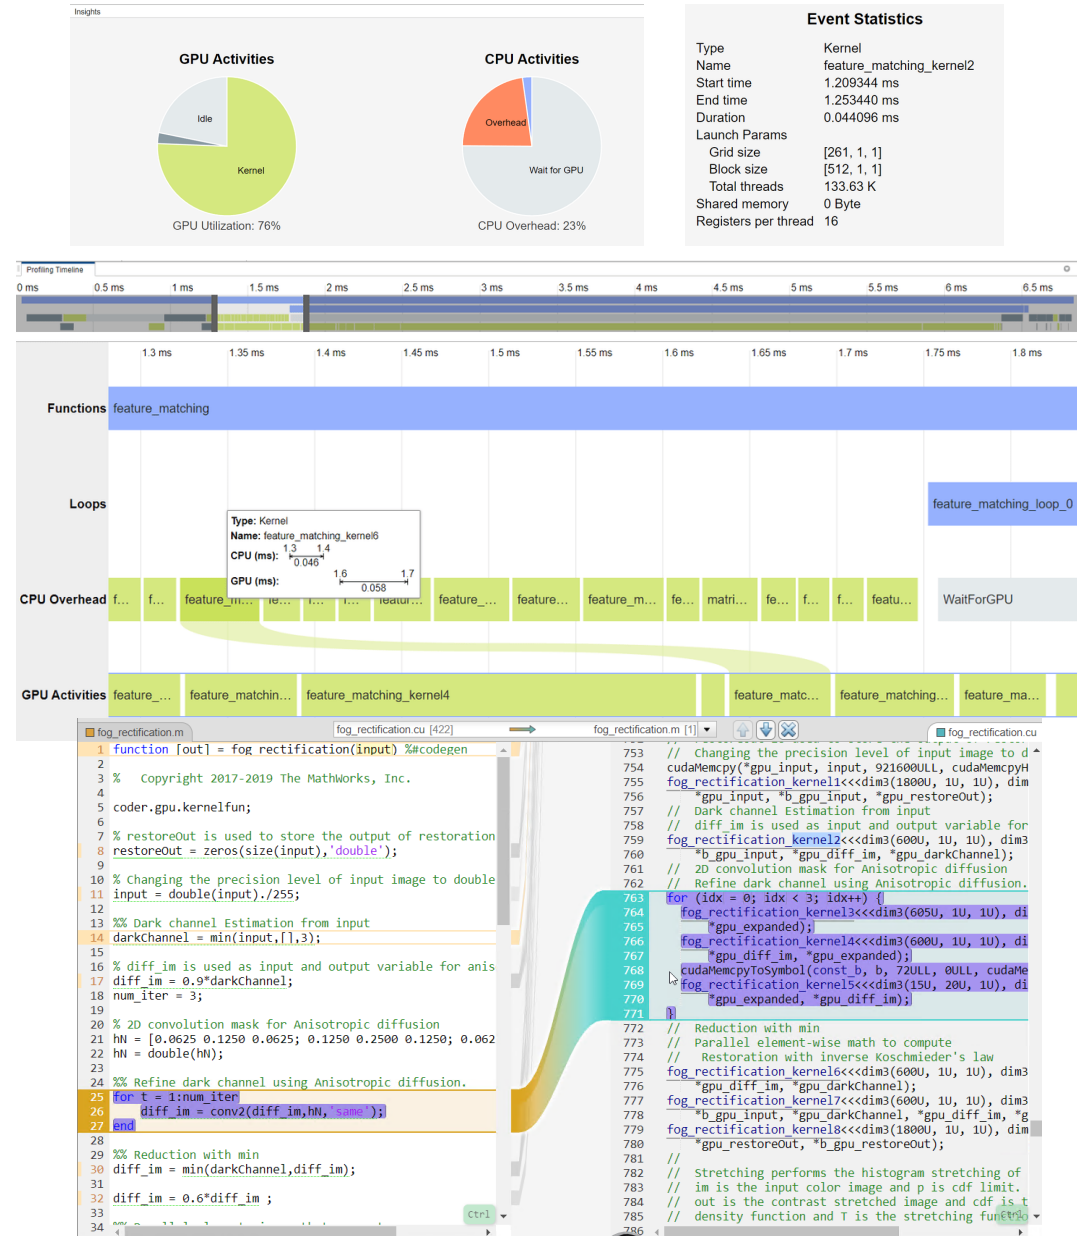 Insights
GPU Activities
Idle
Kernel
GPU Utilization: 76%
CPU Activities
Overhead
Wait for GPU
CPU Overhead: 23%
Event Statistics
Type Kernel
Name feature_matching_kernel2
Start time 1.209344 ms
End time 1.253440 ms
Duration 0.044096 ms
Launch Params
Grid size [261, 1, 1]
Block size [512, 1, 1]
Total threads 133.63 K
Shared memory 0 Byte
Registers per thread 16
Profiling Timeline
0 ms 0.5 ms 1 ms 1.5 ms 2 ms 2.5 ms 3 ms 3.5 ms 4 ms 4.5 ms 5 ms 5.5 ms 6 ms 6.5 ms
1.3 ms 1.35 ms 1.4 ms 1.45 ms 1.5 ms 1.55 ms 1.6 ms 1.65 ms 1.7 ms 1.75 ms 1.8 ms
Functions feature_matching
Loops feature_matching_loop_0
Type: Kernel
Name: feature_matching_kernel6
CPU (ms): 1.3 1.4
0.046
GPU (ms): 1.6 1.7
0.058
CPU Overhead f... f... feature_m... fe... f... f... featur... feature_... feature... feature_m... fe... matri... fe... f... f... featu... WaitForGPU
GPU Activities feature_... feature_matchin... feature_matching_kernel4 feature_matc... feature_matching... feature_ma...
fog_rectification.m
fog_rectification.cu [422] fog_rectification.m [1]
fog_rectification.cu
1 function [out] = fog_rectification(input) %#codegen
2
3 % Copyright 2017-2019 The MathWorks, Inc.
4
5 coder.gpu.kernelfun;
6
7 % restoreOut is used to store the output of restoration
8 restoreOut = zeros(size(input),'double');
9
10 % Changing the precision level of input image to double
11 input = double(input)./255;
12
13 %% Dark channel Estimation from input
14 darkChannel = min(input,[],3);
15
16 % diff_im is used as input and output variable for anis
17 diff_im = 0.9*darkChannel;
18 num_iter = 3;
19
20 % 2D convolution mask for Anisotropic diffusion
21 hN = [0.0625 0.1250 0.0625; 0.1250 0.2500 0.1250; 0.062
22 hN = double(hN);
23
24 %% Refine dark channel using Anisotropic diffusion.
25 for t = 1:num_iter
26 diff_im = conv2(diff_im,hN,'same');
27 end
28
29 %% Reduction with min
30 diff_im = min(darkChannel,diff_im);
31
32 diff_im = 0.6*diff_im ;
33
34
Ctrl
753 // Changing the precision level of input image to d
754 cudaMemcpy(*gpu_input, input, 921600ULL, cudaMemcpyH
755 fog_rectification_kernel1<<<dim3(1800U, 1U, 1U), dim
756 *gpu_input, *b_gpu_input, *gpu_restoreOut);
757 // Dark channel Estimation from input
758 // diff_im is used as input and output variable for
759 fog_rectification_kernel2<<<dim3(600U, 1U, 1U), dim3
760 *b_gpu_input, *gpu_diff_im, *gpu_darkChannel);
761 // 2D convolution mask for Anisotropic diffusion
762 // Refine dark channel using Anisotropic diffusion.
763 for (idx = 0; idx < 3; idx++) {
764 fog_rectification_kernel3<<<dim3(605U, 1U, 1U), di
765 *gpu_expanded);
766 fog_rectification_kernel4<<<dim3(600U, 1U, 1U), di
767 *gpu_diff_im, *gpu_expanded);
768 cudaMemcpyToSymbol(const_b, b, 72ULL, 0ULL, cudaMe
769 fog_rectification_kernel5<<<dim3(15U, 20U, 1U), di
770 *gpu_expanded, *gpu_diff_im);
771 }
772 // Reduction with min
773 // Parallel element-wise math to compute
774 // Restoration with inverse Koschmieder's law
775 fog_rectification_kernel6<<<dim3(600U, 1U, 1U), dim3
776 *gpu_diff_im, *gpu_darkChannel);
777 fog_rectification_kernel7<<<dim3(600U, 1U, 1U), dim3
778 *b_gpu_input, *gpu_darkChannel, *gpu_diff_im, *g
779 fog_rectification_kernel8<<<dim3(1800U, 1U, 1U), dim
780 *gpu_restoreOut, *b_gpu_restoreOut);
781 //
782 // Stretching performs the histogram stretching of
783 // im is the input color image and p is cdf limit.
784 // out is the contrast stretched image and cdf is t
785 // density function and T is the stretching functio
786
Ctrl